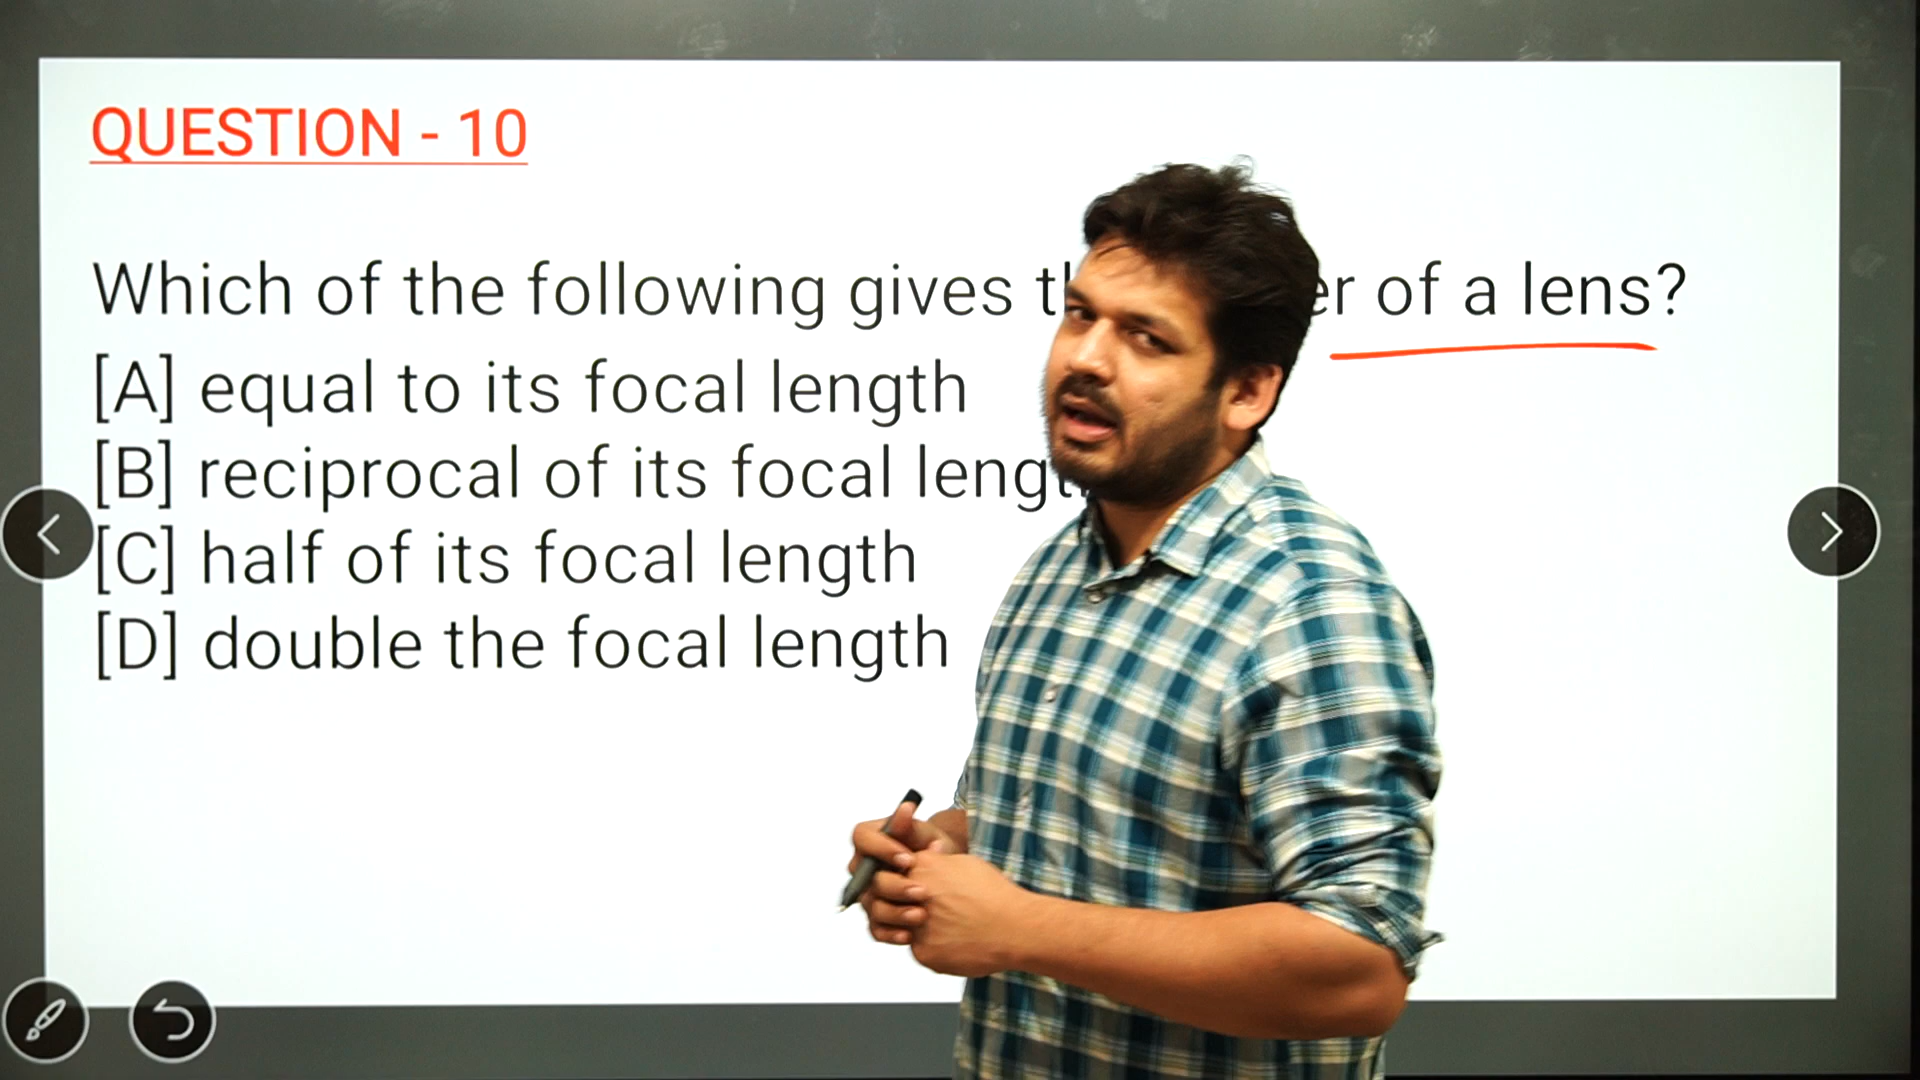 QUESTION - 10
Which of the following gives of a lens?
[A] equal to its focal length
[B] reciprocal of its focal
[C] half of its focal length
[D] double the focal length